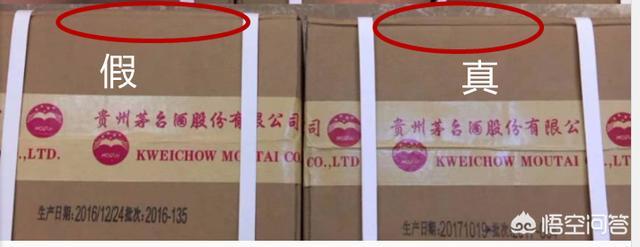 假
真
MOUTAI
贵州茅台酒股份有限公司
司
贵州茅台酒股份有限公
.,LTD.
KWEICHOW MOUTAI CO
CO.,LTD.
KWEICHOW MOUTAI
生产日期:2016/12/24批次:2016-135
生产日期:20171019
悟空问答